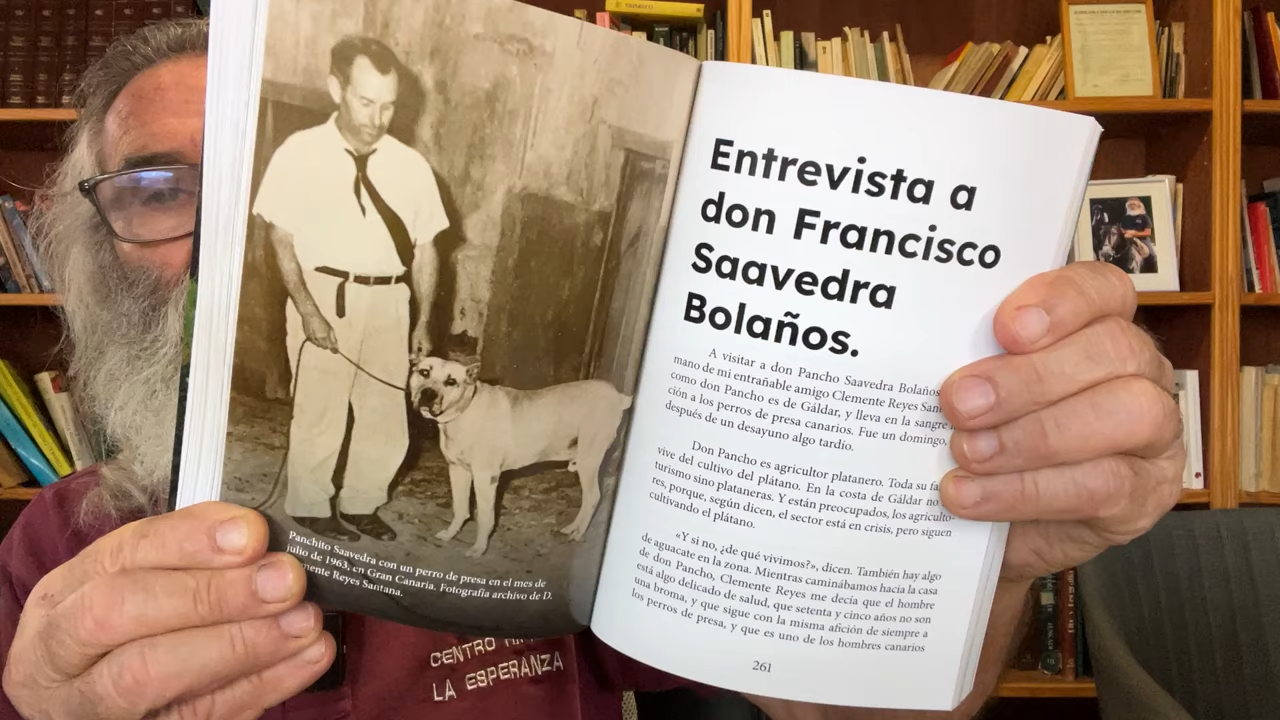 Panchito Saavedra con un perro de presa en el mes de
julio de 1963, en Gran Canaria. Fotografía archivo de D.
mente Reyes Santana.
Entrevista a
don Francisco
Saavedra
Bolaños.
A visitar a don Pancho Saavedra Bolaños
mano de mi entrañable amigo Clemente Reyes San
como don Pancho es de Gáldar, y lleva en la sangre
ción a los perros de presa canarios. Fue un domingo,
después de un desayuno algo tardío.
Don Pancho es agricultor platanero. Toda su fa
vive del cultivo del plátano. En la costa de Gáldar no
turismo sino plataneras. Y están preocupados, los agriculto-
res, porque, según dicen, el sector está en crisis, pero siguen
cultivando el plátano.
«Y si no, ¿de qué vivimos?», dicen. También hay algo
de aguacate en la zona. Mientras caminábamos hacía la casa
de don Pancho, Clemente Reyes me decía que el hombre
está algo delicado de salud, que setenta y cinco años no son
una broma, y que sigue con la misma afición de siempre a
los perros de presa, y que es uno de los hombres canarios
261
CENTRO
LA ESPERANZA